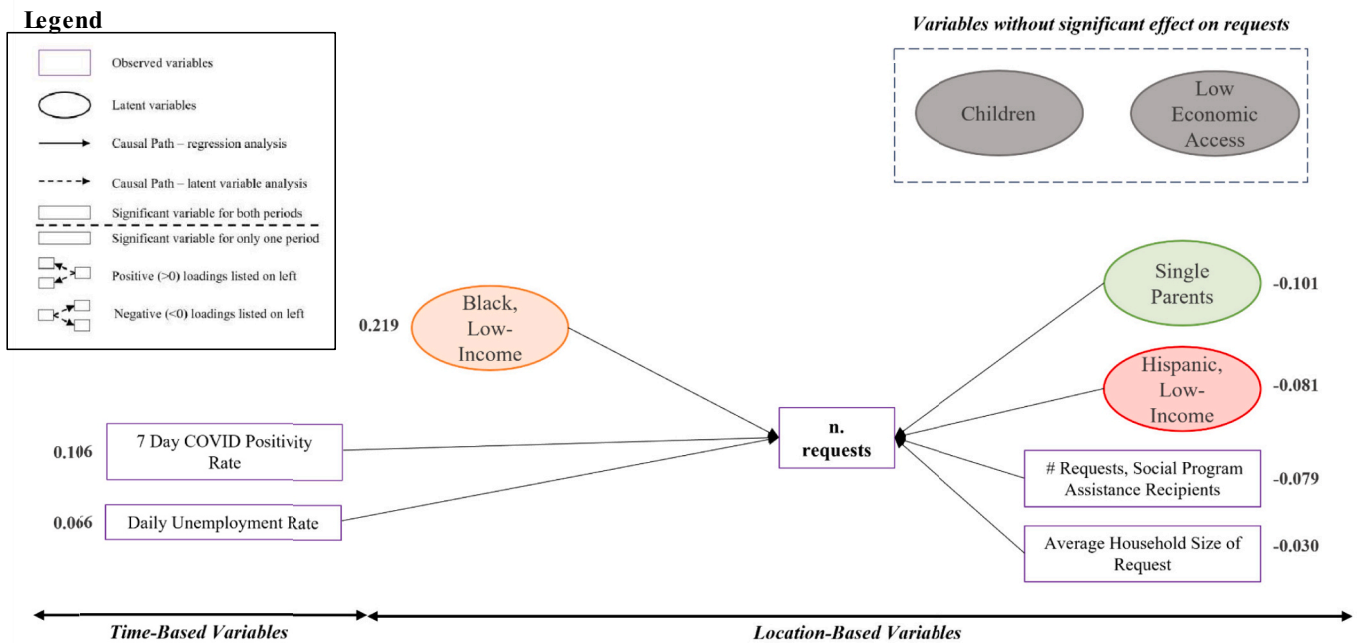 Legend
Observed variables
Latent variables
Causal Path – regression analysis
Causal Path – latent variable analysis
Significant variable for both periods
Significant variable for only one period
Positive (>0) loadings listed on left
Negative (<0) loadings listed on left
Variables without significant effect on requests
Children
Low
Economic
Access
0.219
Black,
Low-
Income
0.106
7 Day COVID Positivity
Rate
0.066
Daily Unemployment Rate
n.
requests
Single
Parents
-0.101
Hispanic,
Low-
Income
-0.081
# Requests, Social Program
Assistance Recipients
-0.079
Average Household Size of
Request
-0.030
Time-Based Variables
Location-Based Variables